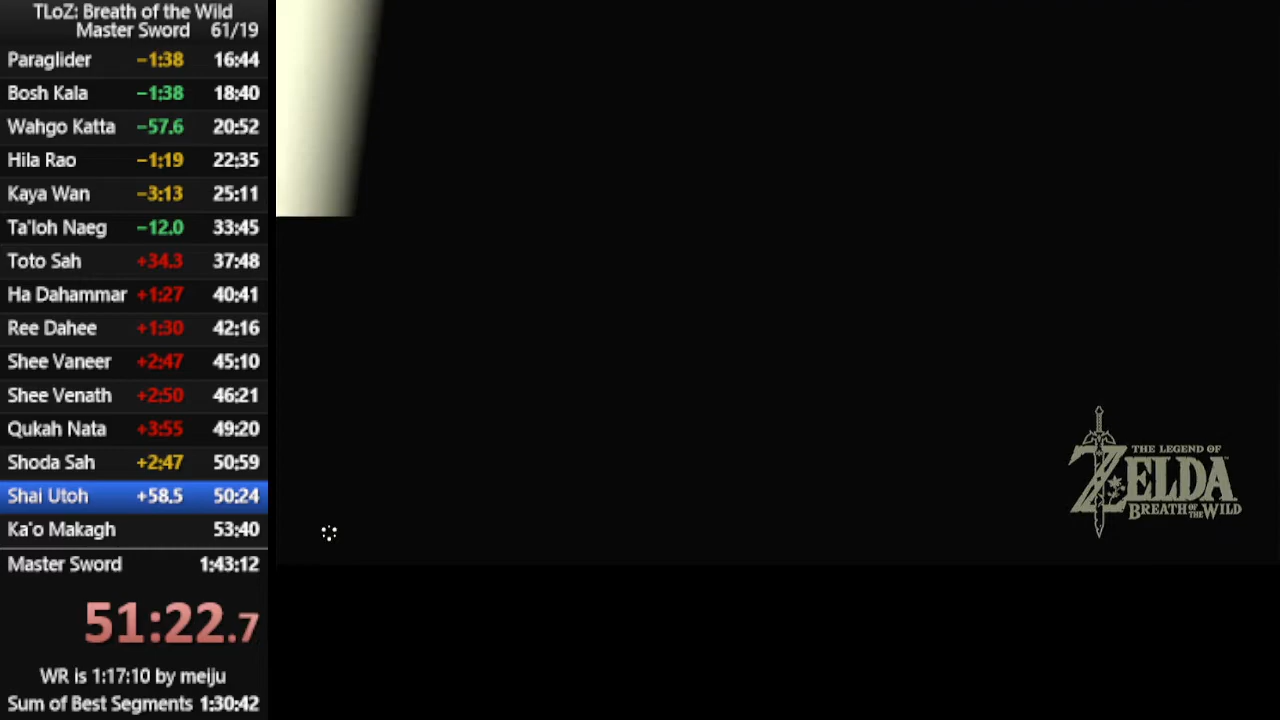 TLoZ: Breath of the Wild
Master Sword 61/19
Paraglider -1:38 16:44
Bosh Kala -1:38 18:40
Wahgo Katta -57.6 20:52
Hila Rao -1:19 22:35
Kaya Wan -3:13 25:11
Ta'loh Naeg -12.0 33:45
Toto Sah +34.3 37:48
Ha Dahammar +1:27 40:41
Ree Dahee +1:30 42:16
Shee Vaneer +2:47 45:10
Shee Venath +2:50 46:21
Qukah Nata +3:55 49:20
Shoda Sah +2:47 50:59
Shai Utoh +58.5 50:24
Ka'o Makagh 53:40
Master Sword 1:43:12
51:22.7
WR is 1:17:10 by meiju
Sum of Best Segments 1:30:42
THE LEGEND OF
ZELDA
BREATH OF THE WILD